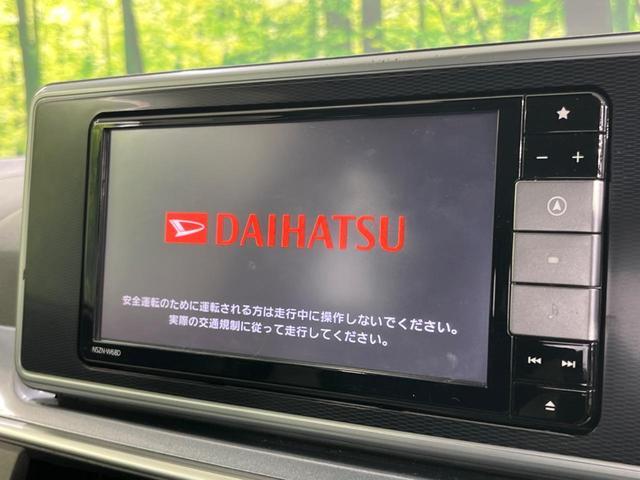 DAIHATSU
安全運転のために運転される方は走行中に操作しないでください。
実際の交通規制に従って走行してください。
NSZN-W68D